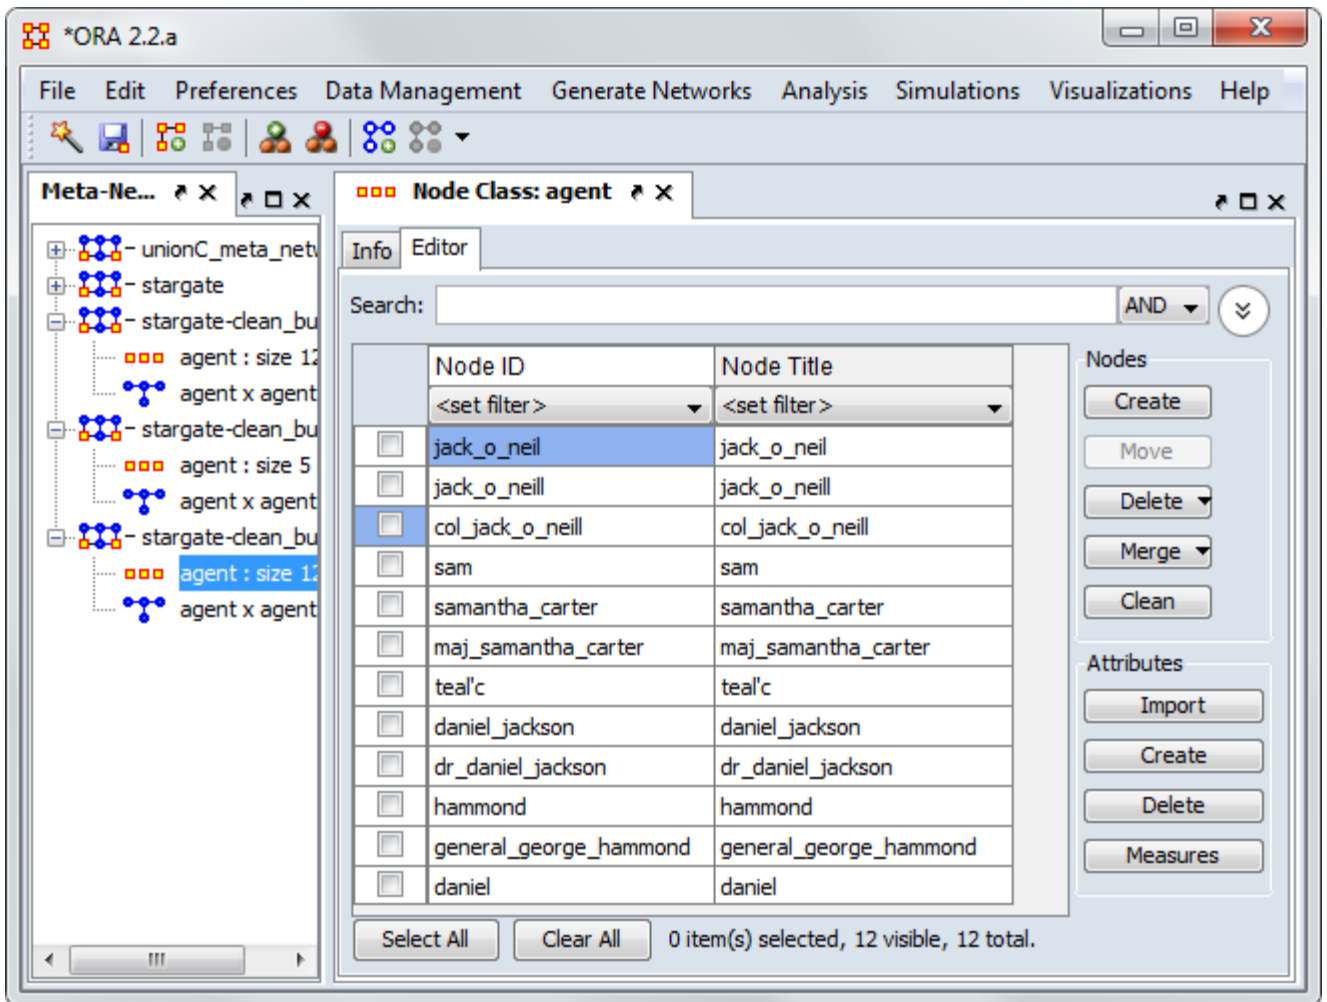 *ORA 2.2.a
File Edit Preferences Data Management Generate Networks Analysis Simulations Visualizations Help
Meta-Ne...
unionC_meta_netw
stargate
stargate-clean_bu
agent : size 12
agent x agent
stargate-clean_bu
agent : size 5
agent x agent
stargate-clean_bu
agent : size 12
agent x agent
Node Class: agent
Info Editor
Search: AND
Node ID Node Title
<set filter> <set filter>
jack_o_neil jack_o_neil
jack_o_neill jack_o_neill
col_jack_o_neill col_jack_o_neill
sam sam
samantha_carter samantha_carter
maj_samantha_carter maj_samantha_carter
teal'c teal'c
daniel_jackson daniel_jackson
dr_daniel_jackson dr_daniel_jackson
hammond hammond
general_george_hammond general_george_hammond
daniel daniel
Select All Clear All 0 item(s) selected, 12 visible, 12 total.
Nodes
Create
Move
Delete
Merge
Clean
Attributes
Import
Create
Delete
Measures